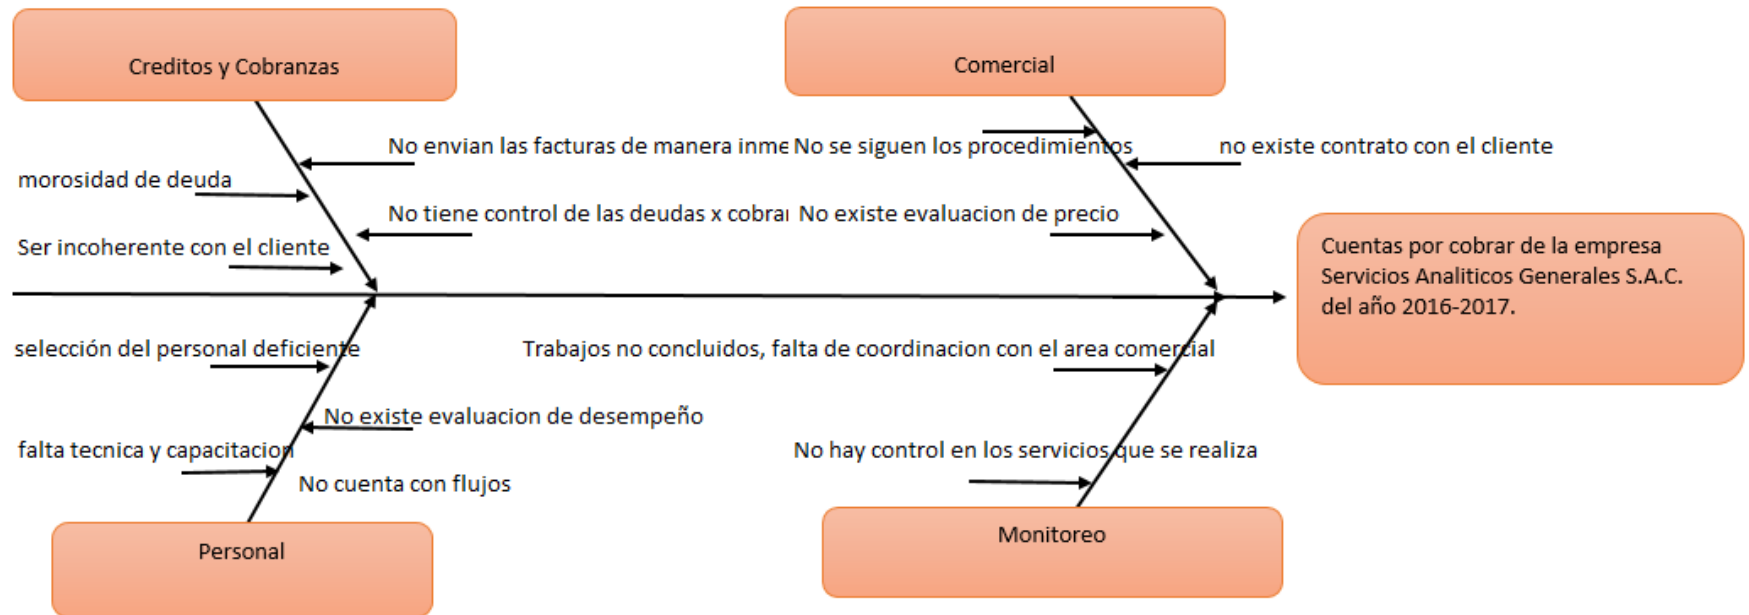 Creditos y Cobranzas
Comercial
No envian las facturas de manera inme
No se siguen los procedimientos
no existe contrato con el cliente
morosidad de deuda
No tiene control de las deudas x cobrar
No existe evaluacion de precio
Ser incoherente con el cliente
Cuentas por cobrar de la empresa
Servicios Analiticos Generales S.A.C.
del año 2016-2017.
selección del personal deficiente
Trabajos no concluidos, falta de coordinacion con el area comercial
No existe evaluacion de desempeño
falta tecnica y capacitacion
No hay control en los servicios que se realiza
No cuenta con flujos
Personal
Monitoreo